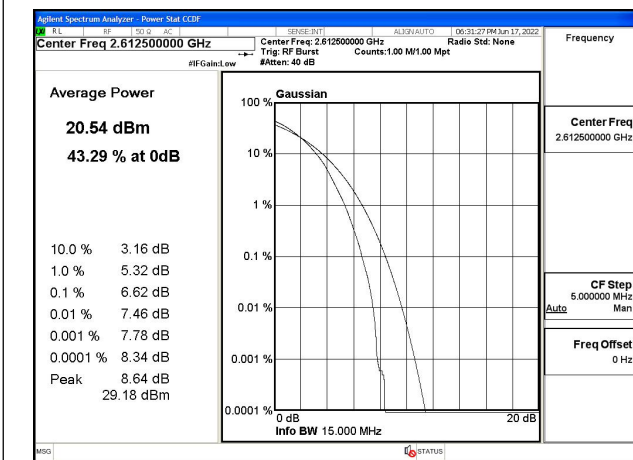 Agilent Spectrum Analyzer - Power Stat CCDF
LXI RL RF 50 Ω AC SENSE:INT ALIGN AUTO 06:31:27 PM Jun 17, 2022
Center Freq 2.612500000 GHz
Center Freq: 2.612500000 GHz Radio Std: None
Trig: RF Burst Counts:1.00 M/1.00 Mpt
#IFGain:Low #Atten: 40 dB
Frequency
Average Power
20.54 dBm
43.29 % at 0dB
10.0 % 3.16 dB
1.0 % 5.32 dB
0.1 % 6.62 dB
0.01 % 7.46 dB
0.001 % 7.78 dB
0.0001 % 8.34 dB
Peak 8.64 dB
29.18 dBm
Gaussian
100 %
10 %
1 %
0.1 %
0.01 %
0.001 %
0.0001 %
0 dB 20 dB
Info BW 15.000 MHz
Center Freq
2.612500000 GHz
CF Step
5.000000 MHz
Auto Man
Freq Offset
0 Hz
MSG STATUS